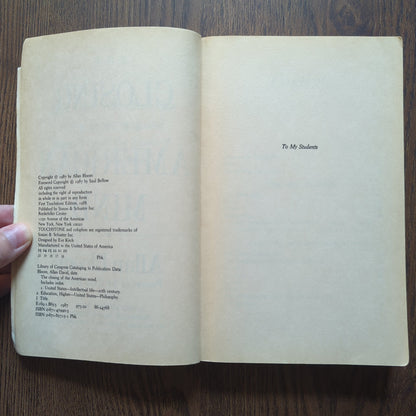 Copyright © 1987 by Allan Bloom
Foreword Copyright © 1987 by Saul Bellow
All rights reserved
including the right of reproduction
in whole or in part in any form
First Touchstone Edition, 1988
Published by Simon & Schuster Inc.
Rockefeller Center
1230 Avenue of the Americas
New York, New York 10020
TOUCHSTONE and colophon are registered trademarks of
Simon & Schuster Inc.
Designed by Eve Kirch
Manufactured in the United States of America
Pbk.
Library of Congress Cataloging in Publication Data
Bloom, Allan David, date.
The closing of the American mind.
Includes index.
1. United States—Intellectual life—20th century.
2. Education, Higher—United States—Philosophy.
I. Title.
1987
Pbk.
To My Students